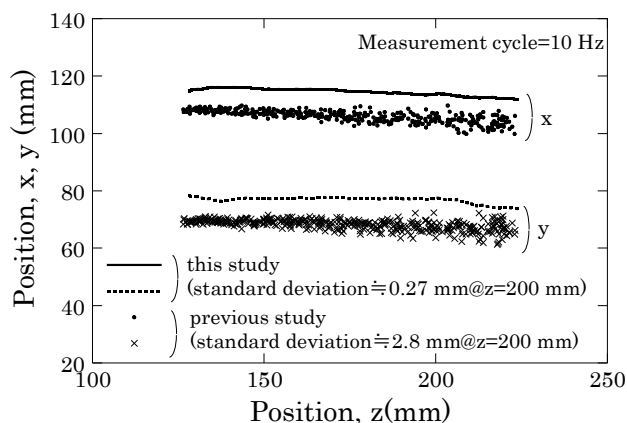 Measurement cycle=10 Hz
Position, x, y (mm)
140
120
100
80
60
40
20
x
y
this study
(standard deviation≒0.27 mm@z=200 mm)
previous study
(standard deviation≒2.8 mm@z=200 mm)
100
150
200
250
Position, z(mm)